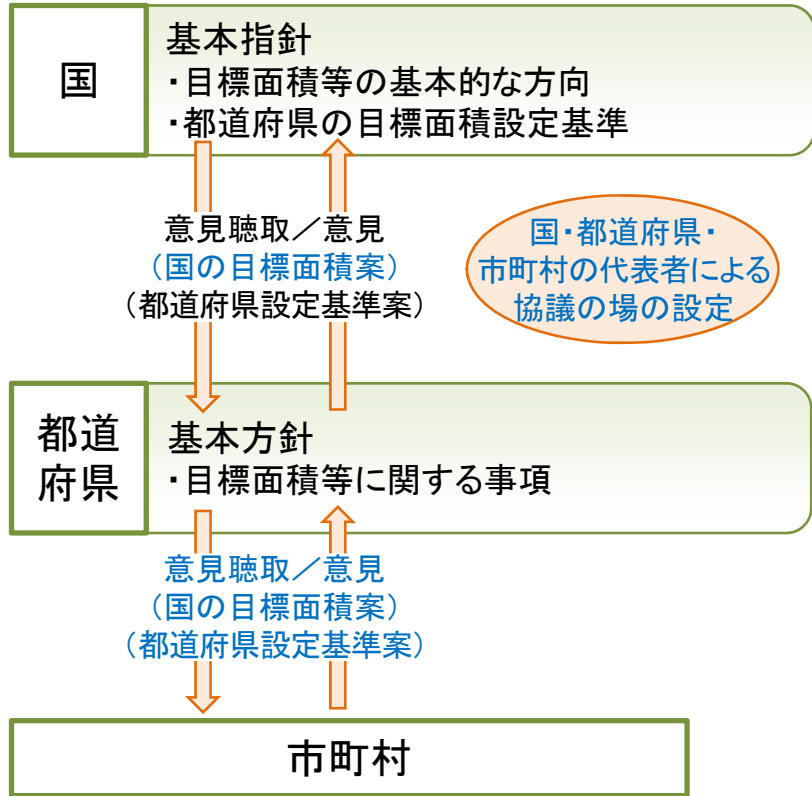 国
基本指針
・目標面積等の基本的な方向
・都道府県の目標面積設定基準
意見聴取／意見
（国の目標面積案）
（都道府県設定基準案）
国・都道府県・
市町村の代表者による
協議の場の設定
都道
府県
基本方針
・目標面積等に関する事項
意見聴取／意見
（国の目標面積案）
（都道府県設定基準案）
市町村